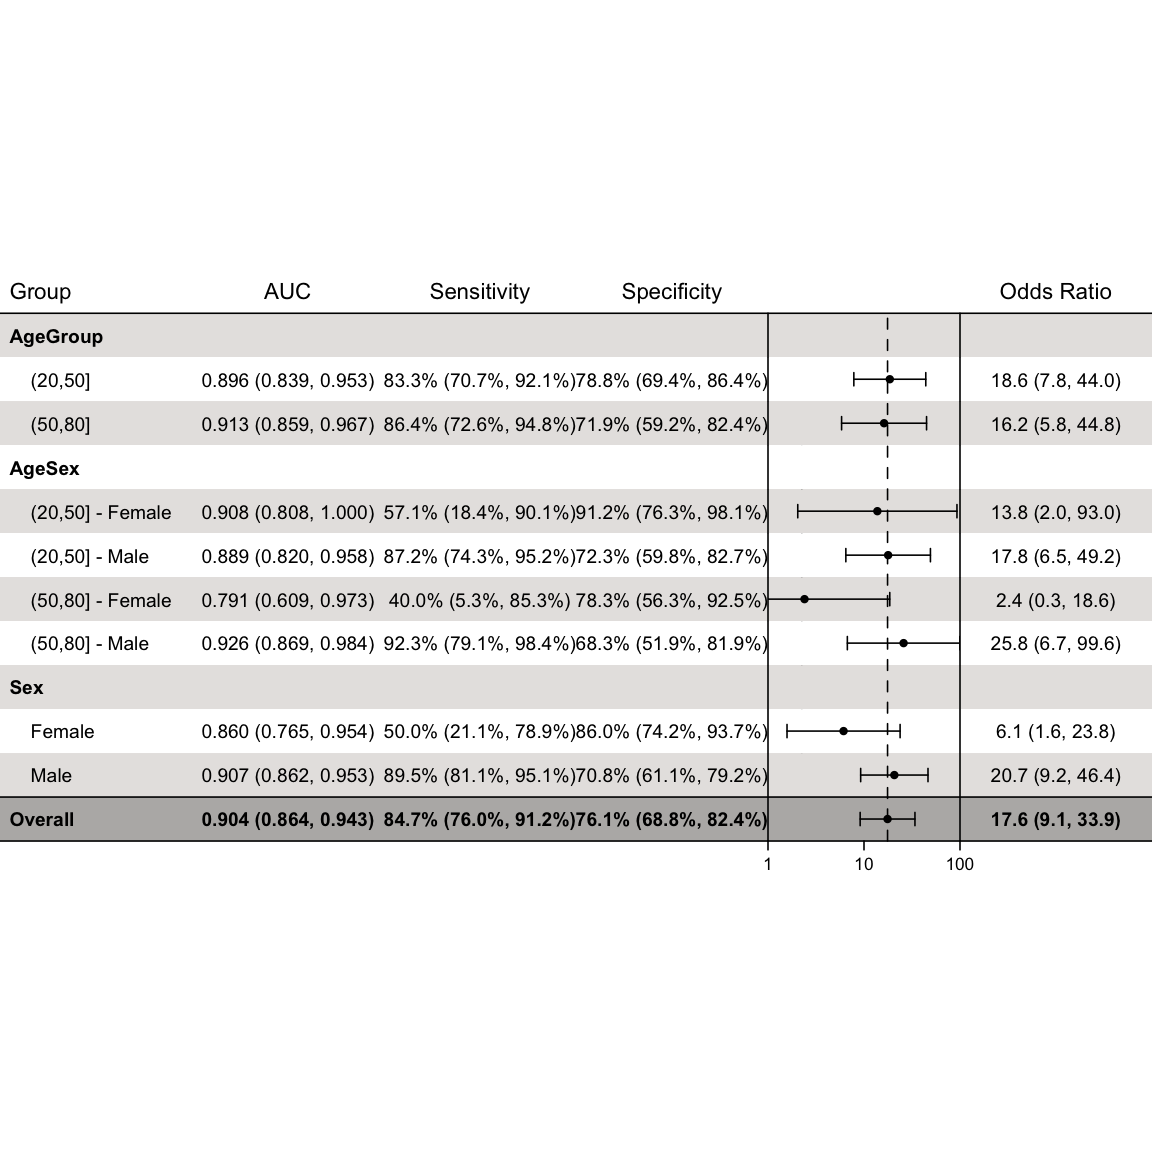 Group AUC Sensitivity Specificity Odds Ratio
AgeGroup
(20,50] 0.896 (0.839, 0.953) 83.3% (70.7%, 92.1%) 78.8% (69.4%, 86.4%) 18.6 (7.8, 44.0)
(50,80] 0.913 (0.859, 0.967) 86.4% (72.6%, 94.8%) 71.9% (59.2%, 82.4%) 16.2 (5.8, 44.8)
AgeSex
(20,50] - Female 0.908 (0.808, 1.000) 57.1% (18.4%, 90.1%) 91.2% (76.3%, 98.1%) 13.8 (2.0, 93.0)
(20,50] - Male 0.889 (0.820, 0.958) 87.2% (74.3%, 95.2%) 72.3% (59.8%, 82.7%) 17.8 (6.5, 49.2)
(50,80] - Female 0.791 (0.609, 0.973) 40.0% (5.3%, 85.3%) 78.3% (56.3%, 92.5%) 2.4 (0.3, 18.6)
(50,80] - Male 0.926 (0.869, 0.984) 92.3% (79.1%, 98.4%) 68.3% (51.9%, 81.9%) 25.8 (6.7, 99.6)
Sex
Female 0.860 (0.765, 0.954) 50.0% (21.1%, 78.9%) 86.0% (74.2%, 93.7%) 6.1 (1.6, 23.8)
Male 0.907 (0.862, 0.953) 89.5% (81.1%, 95.1%) 70.8% (61.1%, 79.2%) 20.7 (9.2, 46.4)
Overall 0.904 (0.864, 0.943) 84.7% (76.0%, 91.2%) 76.1% (68.8%, 82.4%) 17.6 (9.1, 33.9)
1 10 100